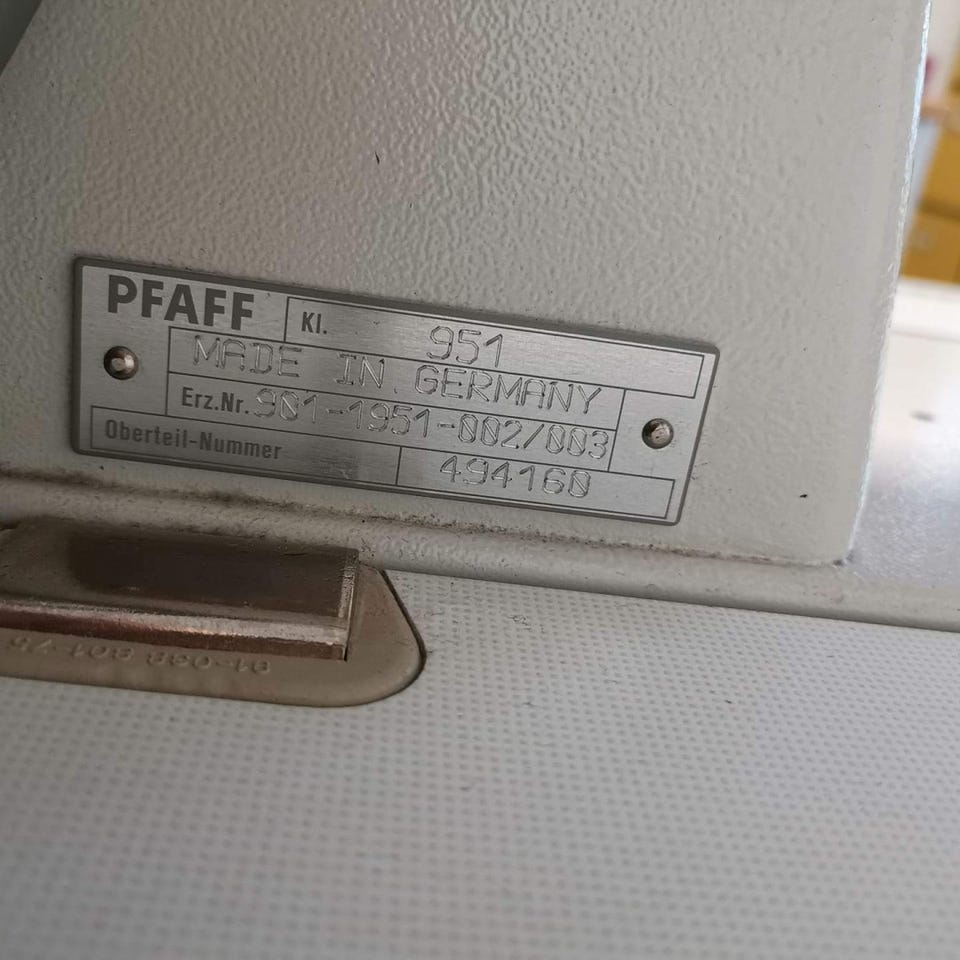 PFAFF Kl. 951
MADE IN GERMANY
Erz.Nr. 901-1951-002/003
Oberteil-Nummer 494160